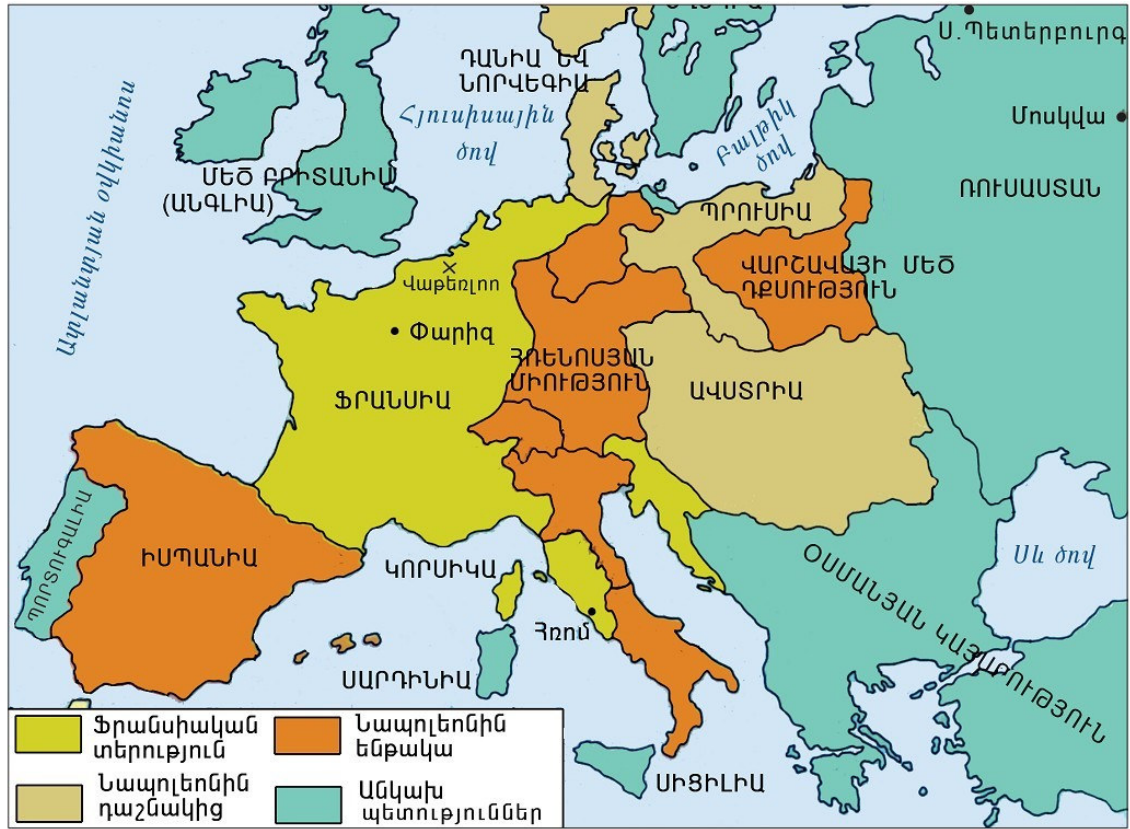 Ս.Պետերբուրգ
ԴԱՆԻԱ ԵՎ
ՆՈՐՎԵԳԻԱ
Հյուսիսային
ծով
Բալթիկ
ծով
Մոսկվա
Ատլանտյան օվկիանոս
ՄԵԾ ԲՐԻՏԱՆԻԱ
(ԱՆԳԼԻԱ)
ՊՐՈՒՍԻԱ
ՌՈՒՍԱՍՏԱՆ
ՎԱՐՇԱՎԱՅԻ ՄԵԾ
ԴՔՍՈՒԹՅՈՒՆ
Վաթեռլոո
Փարիզ
ՀՌԵՆՈՍՅԱՆ
ՄԻՈՒԹՅՈՒՆ
ՖՐԱՆՍԻԱ
ԱՎՍՏՐԻԱ
ՊՈՐՏՈՒԳԱԼԻԱ
ԻՍՊԱՆԻԱ
ԿՈՐՍԻԿԱ
Սև ծով
ՕՍՄԱՆՅԱՆ ԿԱՅՍՐՈՒԹՅՈՒՆ
Հռոմ
ՍԱՐԴԻՆԻԱ
ՍԻՑԻԼԻԱ
Ֆրանսիական
տերություն
Նապոլեոնին
ենթակա
Նապոլեոնին
դաշնակից
Անկախ
պետություններ